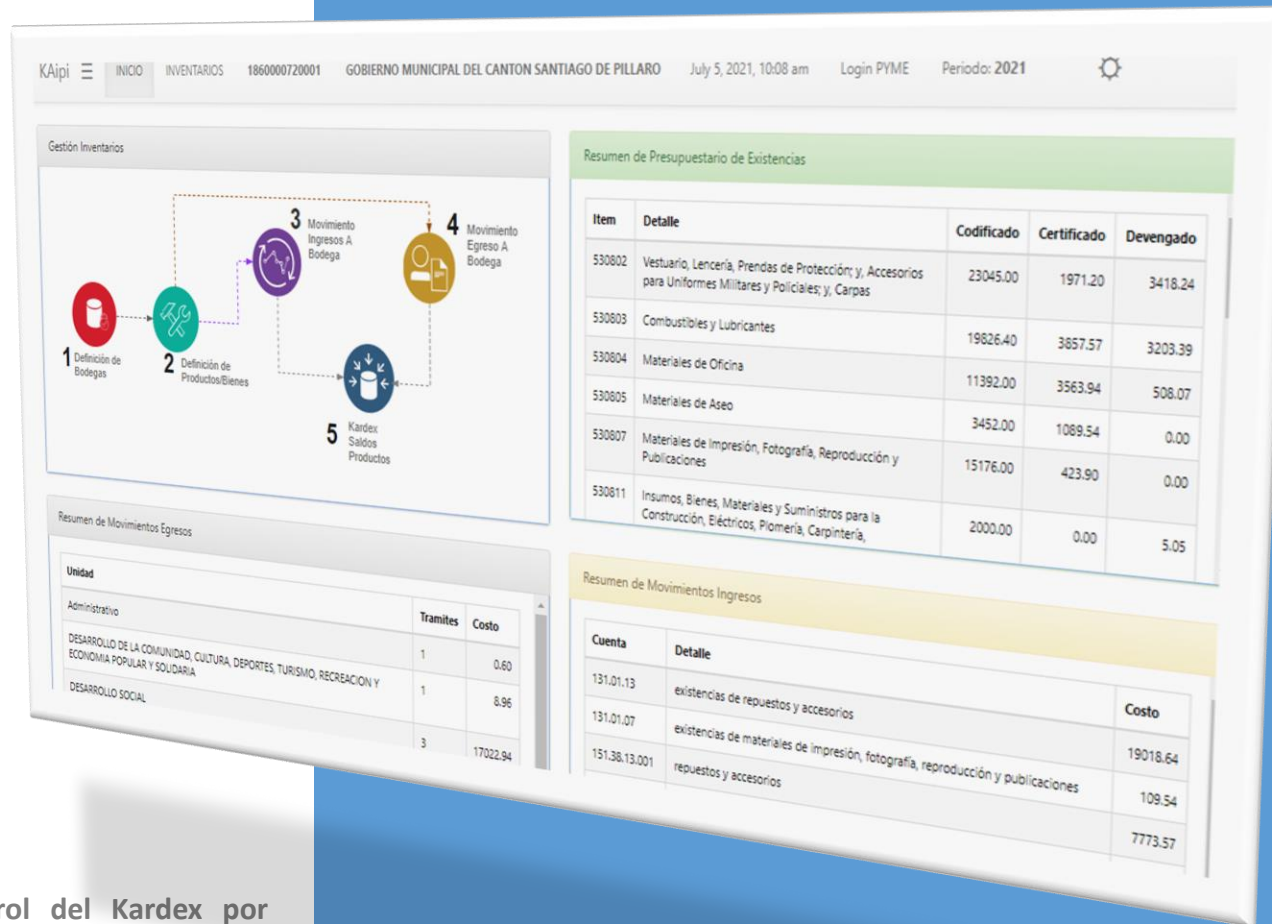 KAipi INICIO INVENTARIOS 1860000720001 GOBIERNO MUNICIPAL DEL CANTON SANTIAGO DE PILLARO July 5, 2021, 10:08 am Login PYME Periodo: 2021
Gestión Inventarios
1 Definición de
Bodegas
2 Definición de
Productos/Bienes
3 Movimiento
Ingresos A
Bodega
4 Movimiento
Egreso A
Bodega
5 Kardex
Saldos
Productos
Resumen de Presupuestario de Existencias
Item Detalle Codificado Certificado Devengado
530802 Vestuario, Lencería, Prendas de Protección; y, Accesorios
para Uniformes Militares y Policiales; y, Carpas 23045.00 1971.20 3418.24
530803 Combustibles y Lubricantes 19826.40 3857.57 3203.39
530804 Materiales de Oficina 11392.00 3563.94 508.07
530805 Materiales de Aseo 3452.00 1089.54 0.00
530807 Materiales de Impresión, Fotografía, Reproducción y
Publicaciones 15176.00 423.90 0.00
530811 Insumos, Bienes, Materiales y Suministros para la
Construcción, Eléctricos, Plomería, Carpintería, 2000.00 0.00 5.05
Resumen de Movimientos Egresos
Unidad Tramites Costo
Administrativo 1 0.60
DESARROLLO DE LA COMUNIDAD, CULTURA, DEPORTES, TURISMO, RECREACION Y
ECONOMIA POPULAR Y SOLIDARIA 1 8.96
DESARROLLO SOCIAL 3 17022.94
Resumen de Movimientos Ingresos
Cuenta Detalle Costo
131.01.13 existencias de repuestos y accesorios 19018.64
131.01.07 existencias de materiales de impresión, fotografía, reproducción y publicaciones 109.54
151.38.13.001 repuestos y accesorios 7773.57
rol del Kardex por